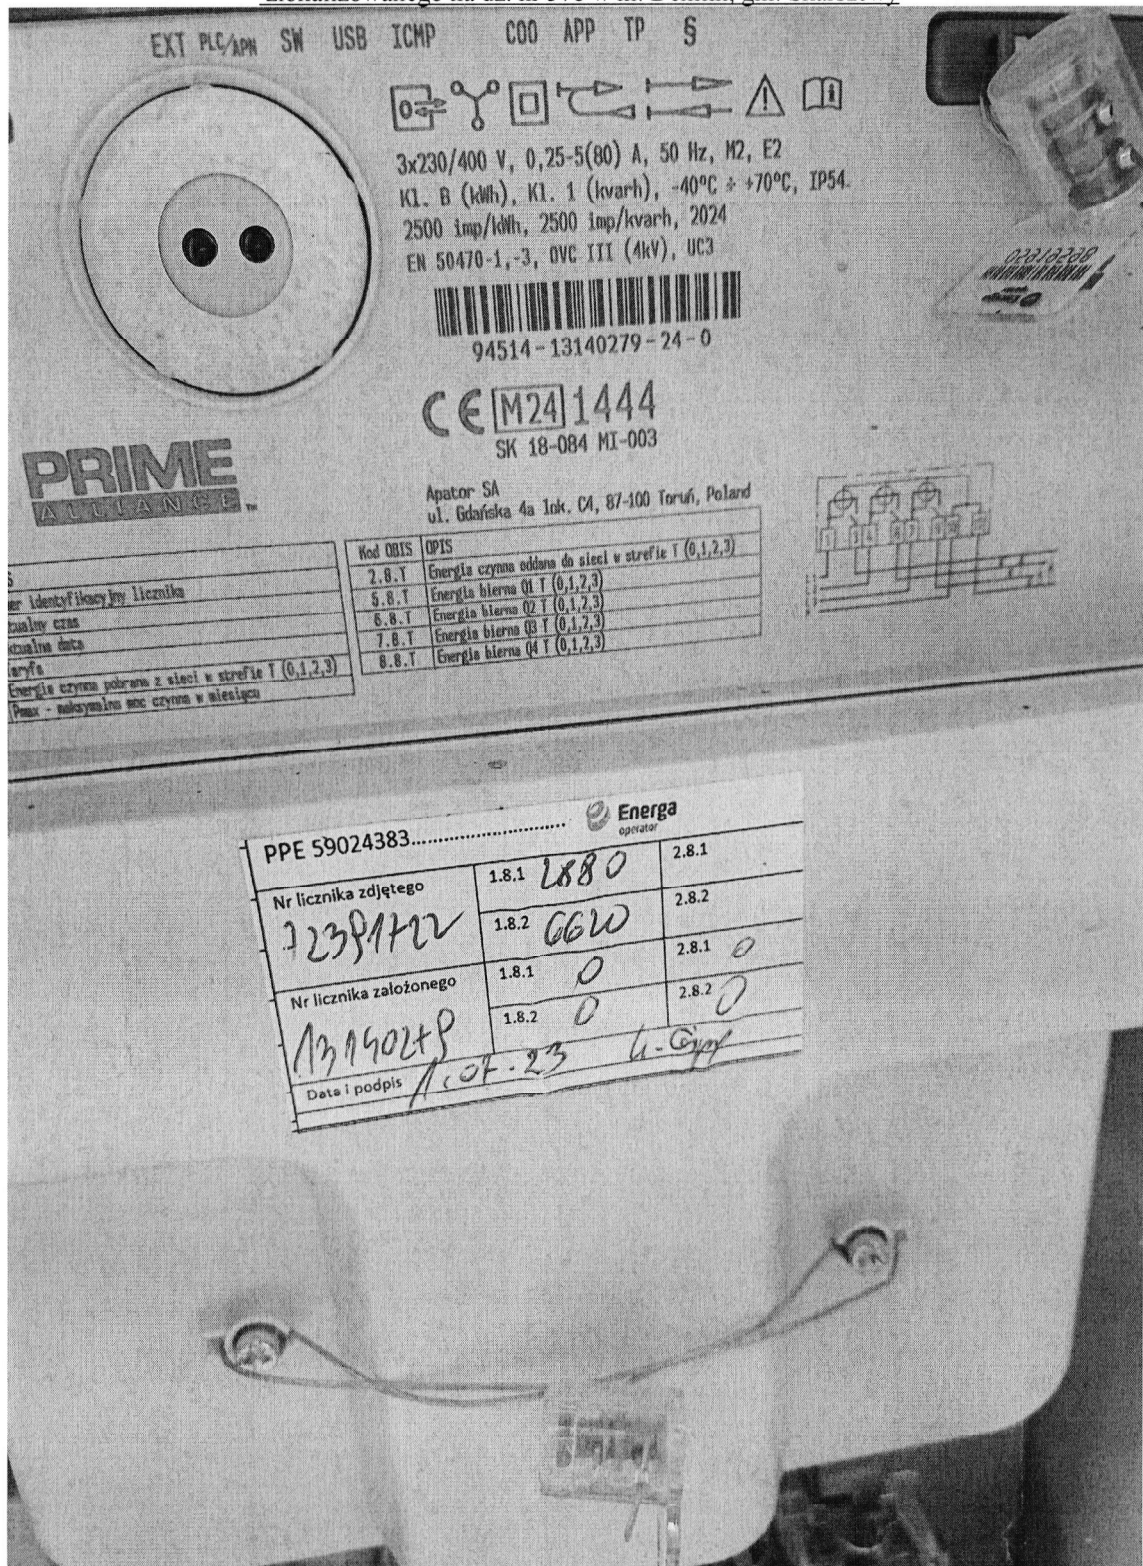 EXT PLC/APN SW USB ICMP COO APP TP §
3x230/400 V, 0,25-5(80) A, 50 Hz, M2, E2
Kl. B (kWh), Kl. 1 (kvarh), -40°C ÷ +70°C, IP54
2500 imp/kWh, 2500 imp/kvarh, 2024
EN 50470-1,-3, OVC III (4kV), UC3
94514-13140279-24-0
CE M24 1444
SK 18-084 MI-003
PRIME
ALLIANCE ™
Apator SA
ul. Gdańska 4a lok. C4, 87-100 Toruń, Poland
identyfikacyjny licznika
czas
data
Energia czynna pobrana z sieci w strefie T (0,1,2,3)
Pmax - maksymalna moc czynna w miesiącu
Kod OBIS OPIS
2.8.T Energia czynna oddana do sieci w strefie T (0,1,2,3)
5.8.T Energia bierna Q1 T (0,1,2,3)
6.8.T Energia bierna Q2 T (0,1,2,3)
7.8.T Energia bierna Q3 T (0,1,2,3)
8.8.T Energia bierna Q4 T (0,1,2,3)
PPE 59024383.............................. Energa
operator
Nr licznika zdjętego 1.8.1 2880 2.8.1
1.8.2 6620 2.8.2
Nr licznika założonego 1.8.1 0 2.8.1 0
13140279 1.8.2 0 2.8.2 0
Data i podpis 1.07.23